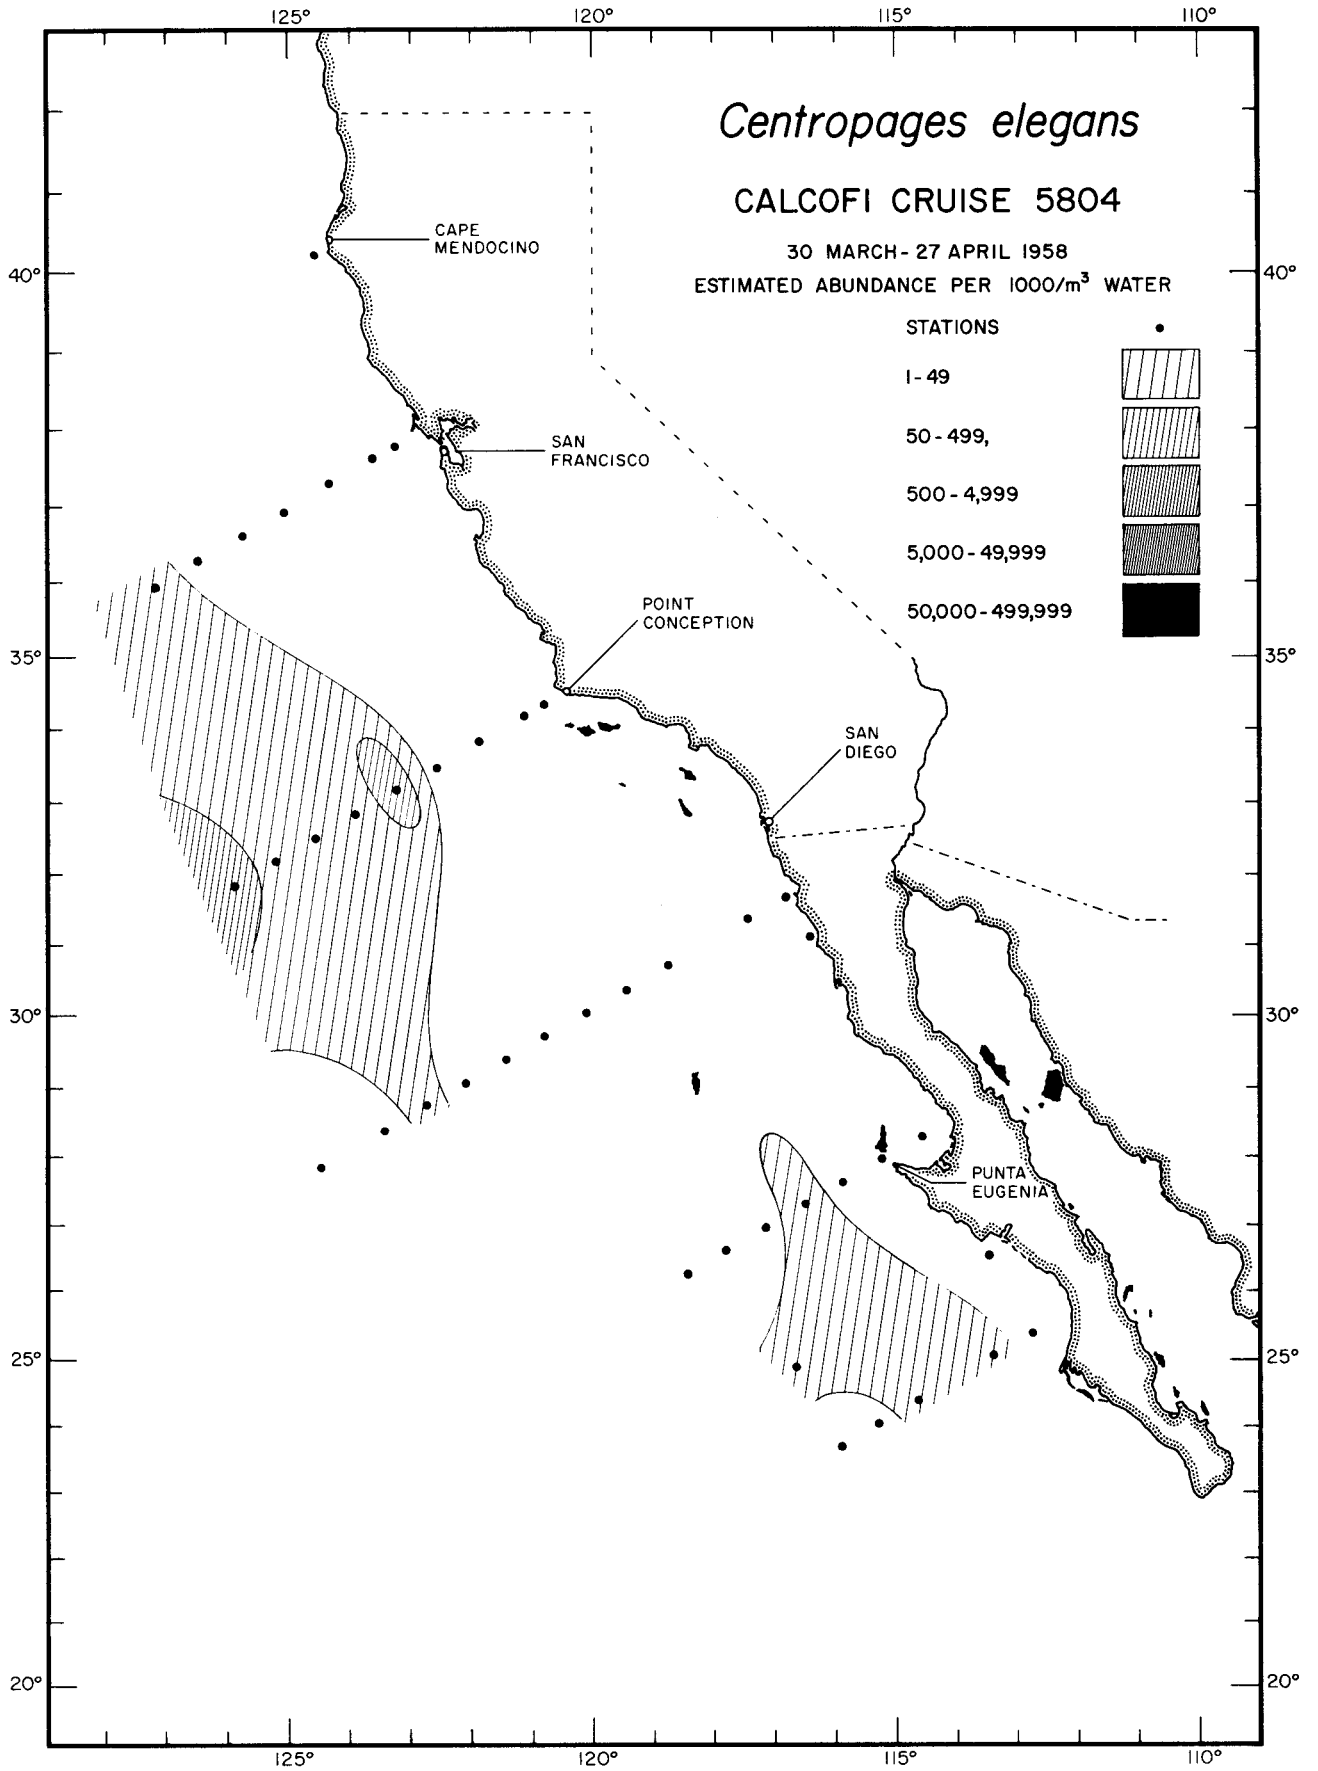 125° 120° 115° 110°
Centropages elegans
CALCOFI CRUISE 5804
30 MARCH - 27 APRIL 1958
ESTIMATED ABUNDANCE PER 1000/m³ WATER
STATIONS
1 - 49
50 - 499,
500 - 4,999
5,000 - 49,999
50,000 - 499,999
CAPE
MENDOCINO
40° 40°
SAN
FRANCISCO
POINT
CONCEPTION
35° 35°
SAN
DIEGO
30° 30°
PUNTA
EUGENIA
25° 25°
20° 20°
125° 120° 115° 110°